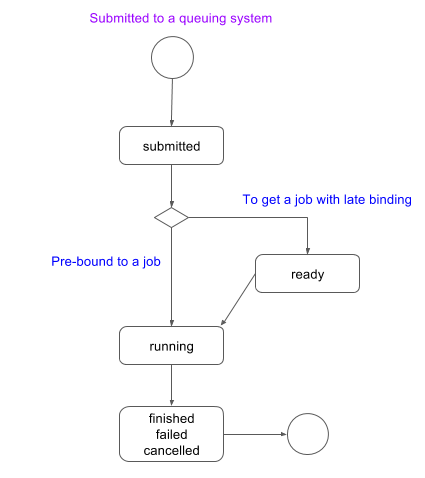 Submitted to a queuing system
submitted
To get a job with late binding
Pre-bound to a job
ready
running
finished
failed
cancelled